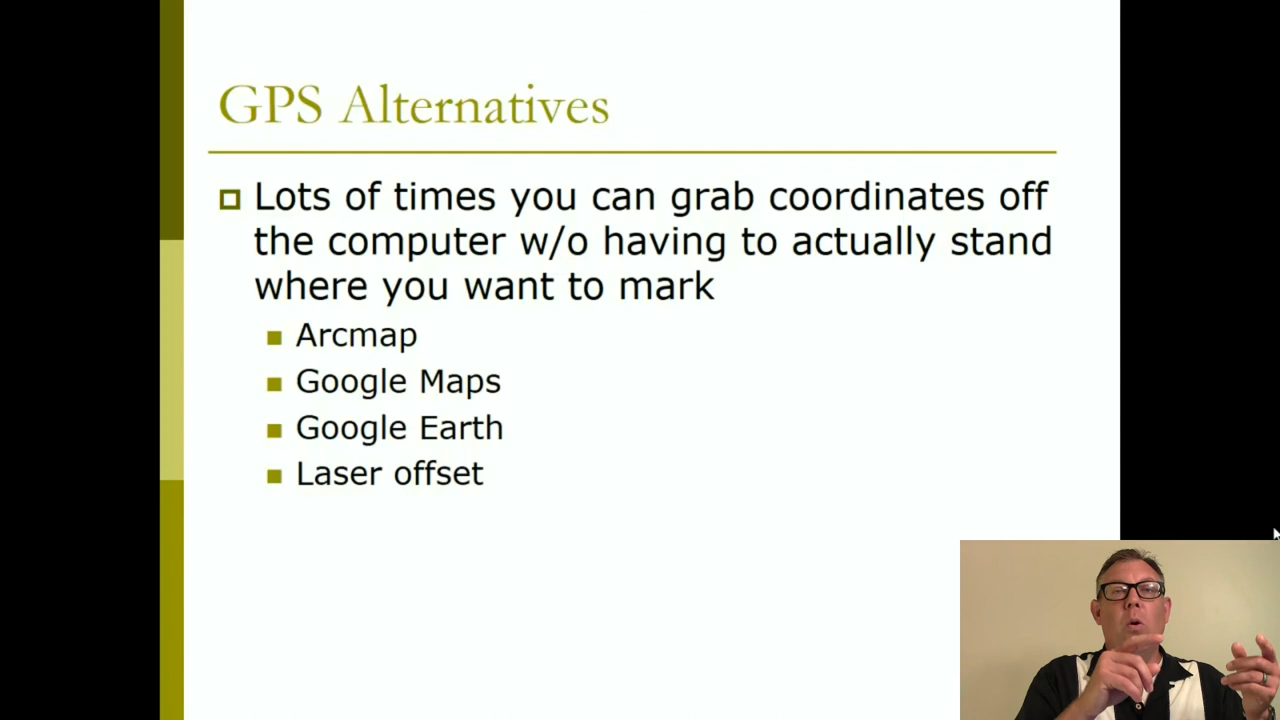 GPS Alternatives
Lots of times you can grab coordinates off
the computer w/o having to actually stand
where you want to mark
Arcmap
Google Maps
Google Earth
Laser offset